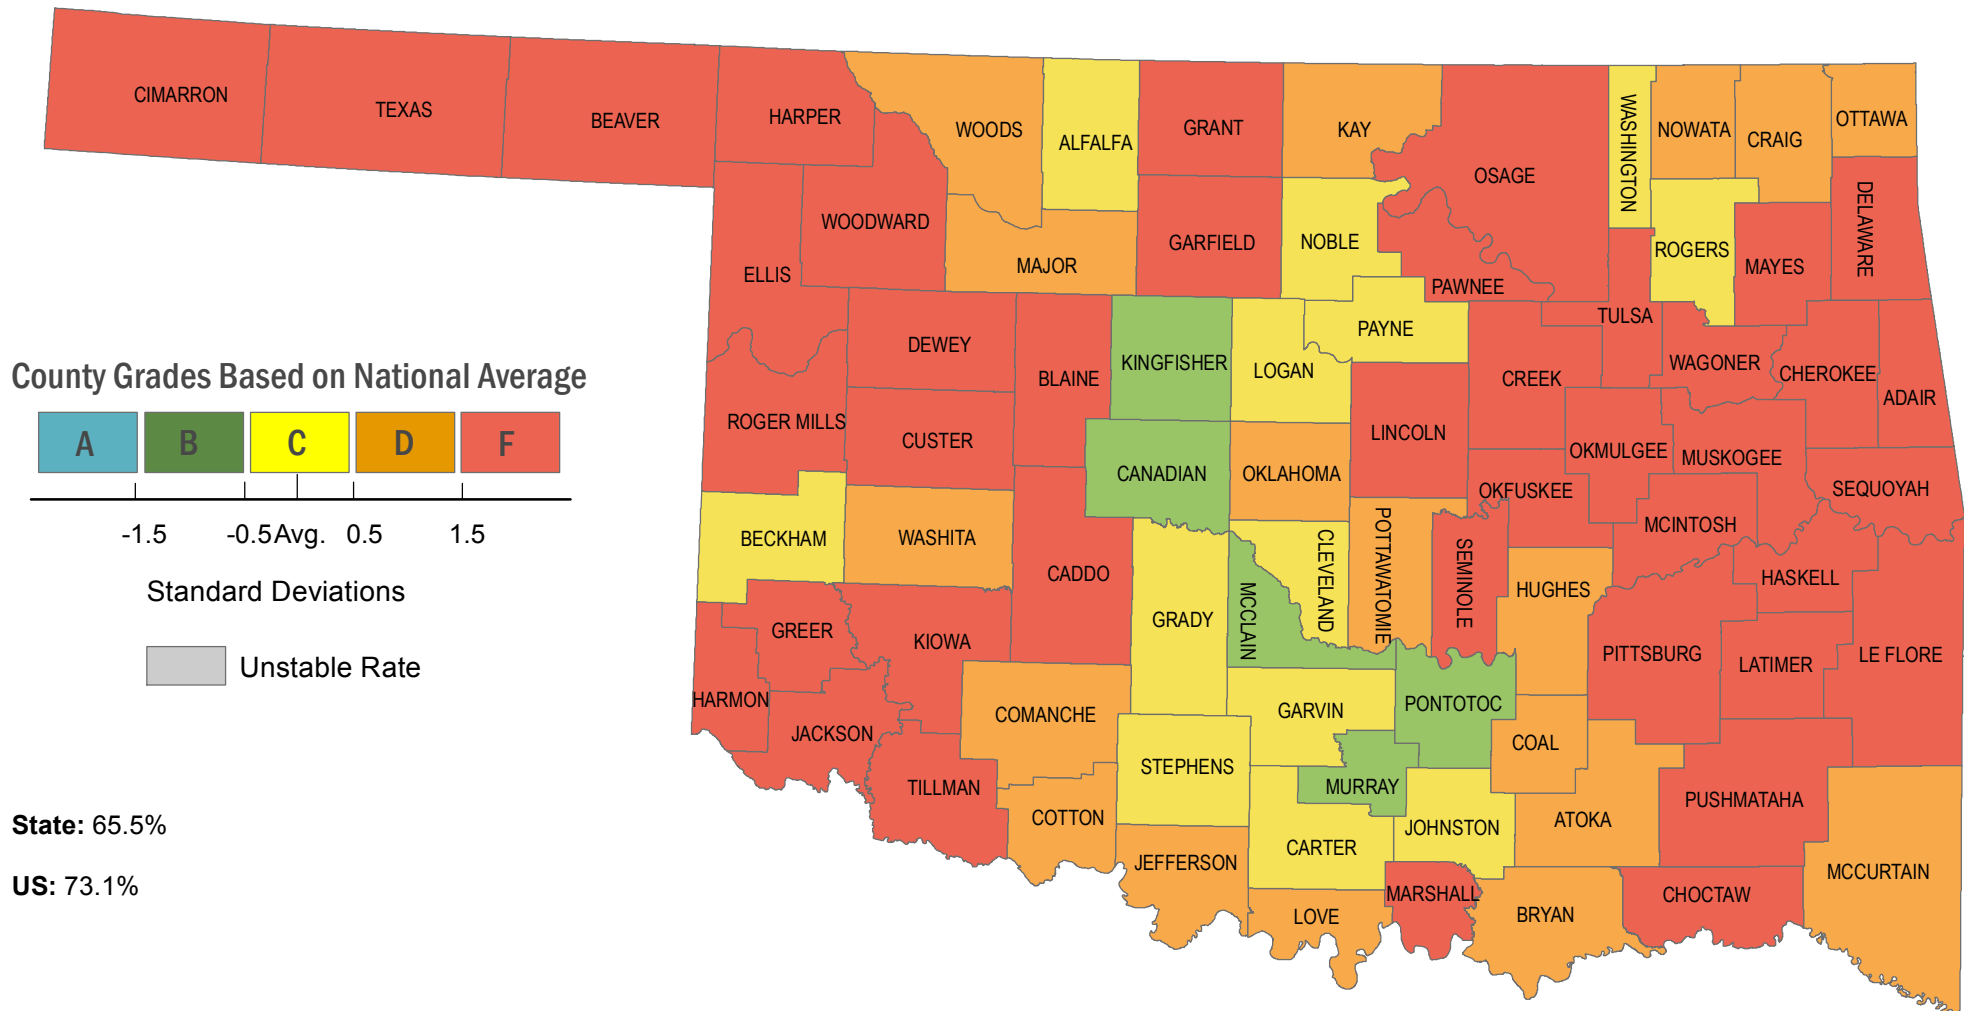 CIMARRON
TEXAS
BEAVER
HARPER
WOODS
ALFALFA
GRANT
KAY
OSAGE
WASHINGTON
NOWATA
CRAIG
OTTAWA
DELAWARE
WOODWARD
ELLIS
MAJOR
GARFIELD
NOBLE
PAWNEE
ROGERS
MAYES
TULSA
DEWEY
BLAINE
KINGFISHER
LOGAN
PAYNE
CREEK
WAGONER
CHEROKEE
ADAIR
County Grades Based on National Average
A B C D F
-1.5 -0.5 Avg. 0.5 1.5
Standard Deviations
Unstable Rate
State: 65.5%
US: 73.1%
ROGER MILLS
CUSTER
CANADIAN
OKLAHOMA
LINCOLN
OKMULGEE
MUSKOGEE
SEQUOYAH
OKFUSKEE
MCINTOSH
BECKHAM
WASHITA
CADDO
GRADY
MCCLAIN
CLEVELAND
POTTAWATOMIE
SEMINOLE
HUGHES
HASKELL
GREER
KIOWA
PITTSBURG
LATIMER
LE FLORE
HARMON
JACKSON
COMANCHE
GARVIN
PONTOTOC
COAL
TILLMAN
STEPHENS
MURRAY
COTTON
CARTER
JOHNSTON
ATOKA
PUSHMATAHA
JEFFERSON
LOVE
MARSHALL
BRYAN
CHOCTAW
MCCURTAIN